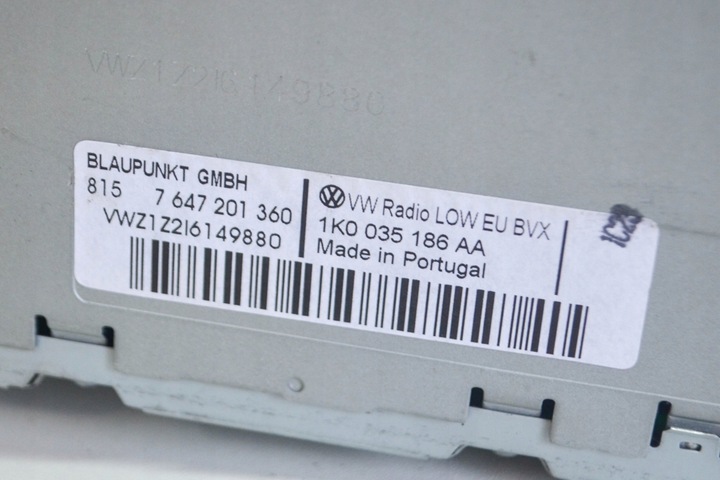 VWZ1Z2I6149880
BLAUPUNKT GMBH
815 7 647 201 360
VWZ1Z2I6149880
VW Radio LOW EU BVX
1K0 035 186 AA
Made in Portugal